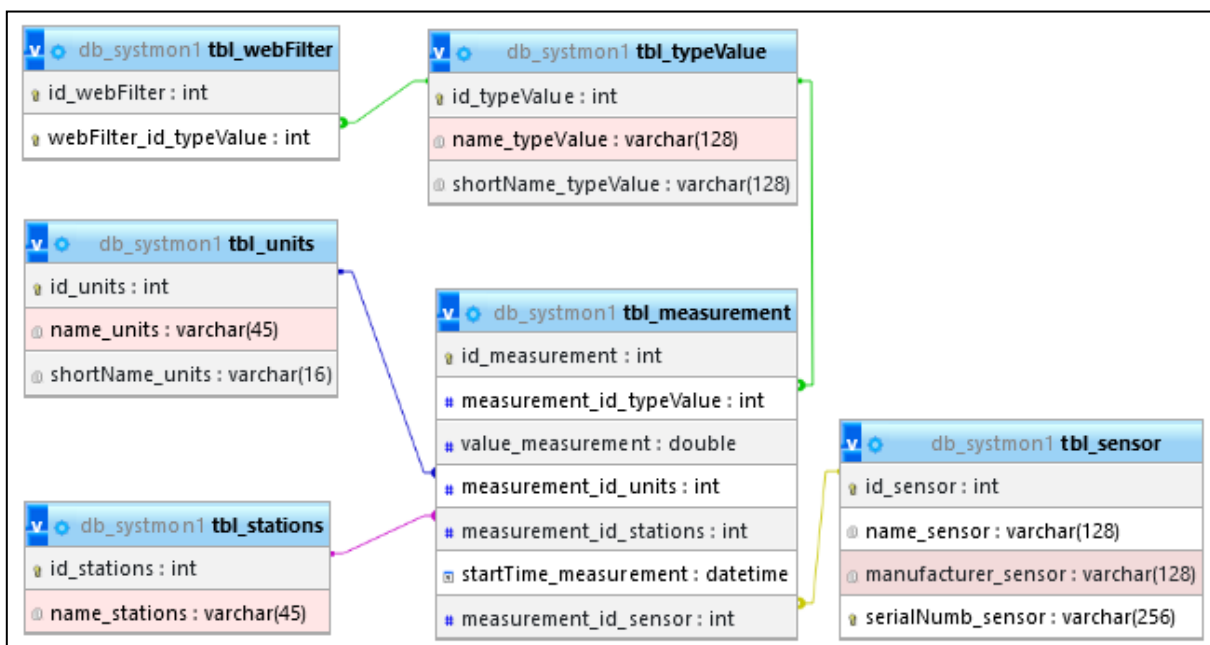 db_systmon1 tbl_webFilter
id_webFilter : int
webFilter_id_typeValue : int
db_systmon1 tbl_typeValue
id_typeValue : int
name_typeValue : varchar(128)
shortName_typeValue : varchar(128)
db_systmon1 tbl_units
id_units : int
name_units : varchar(45)
shortName_units : varchar(16)
db_systmon1 tbl_measurement
id_measurement : int
# measurement_id_typeValue : int
# value_measurement : double
# measurement_id_units : int
# measurement_id_stations : int
startTime_measurement : datetime
# measurement_id_sensor : int
db_systmon1 tbl_stations
id_stations : int
name_stations : varchar(45)
db_systmon1 tbl_sensor
id_sensor : int
name_sensor : varchar(128)
manufacturer_sensor : varchar(128)
serialNumb_sensor : varchar(256)